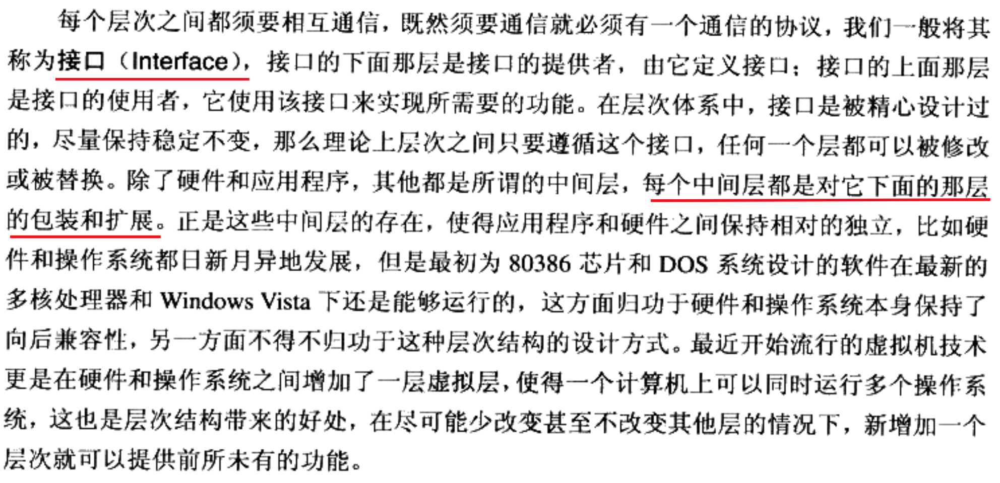 每个层次之间都须要相互通信，既然须要通信就必须有一个通信的协议，我们一般将其
称为接口（Interface），接口的下面那层是接口的提供者，由它定义接口；接口的上面那层
是接口的使用者，它使用该接口来实现所需要的功能。在层次体系中，接口是被精心设计过
的，尽量保持稳定不变，那么理论上层次之间只要遵循这个接口，任何一个层都可以被修改
或被替换。除了硬件和应用程序，其他都是所谓的中间层，每个中间层都是对它下面的那层
的包装和扩展。正是这些中间层的存在，使得应用程序和硬件之间保持相对的独立，比如硬
件和操作系统都日新月异地发展，但是最初为 80386 芯片和 DOS 系统设计的软件在最新的
多核处理器和 Windows Vista 下还是能够运行的，这方面归功于硬件和操作系统本身保持了
向后兼容性，另一方面不得不归功于这种层次结构的设计方式。最近开始流行的虚拟机技术
更是在硬件和操作系统之间增加了一层虚拟层，使得一个计算机上可以同时运行多个操作系
统，这也是层次结构带来的好处，在尽可能少改变甚至不改变其他层的情况下，新增加一个
层次就可以提供前所未有的功能。